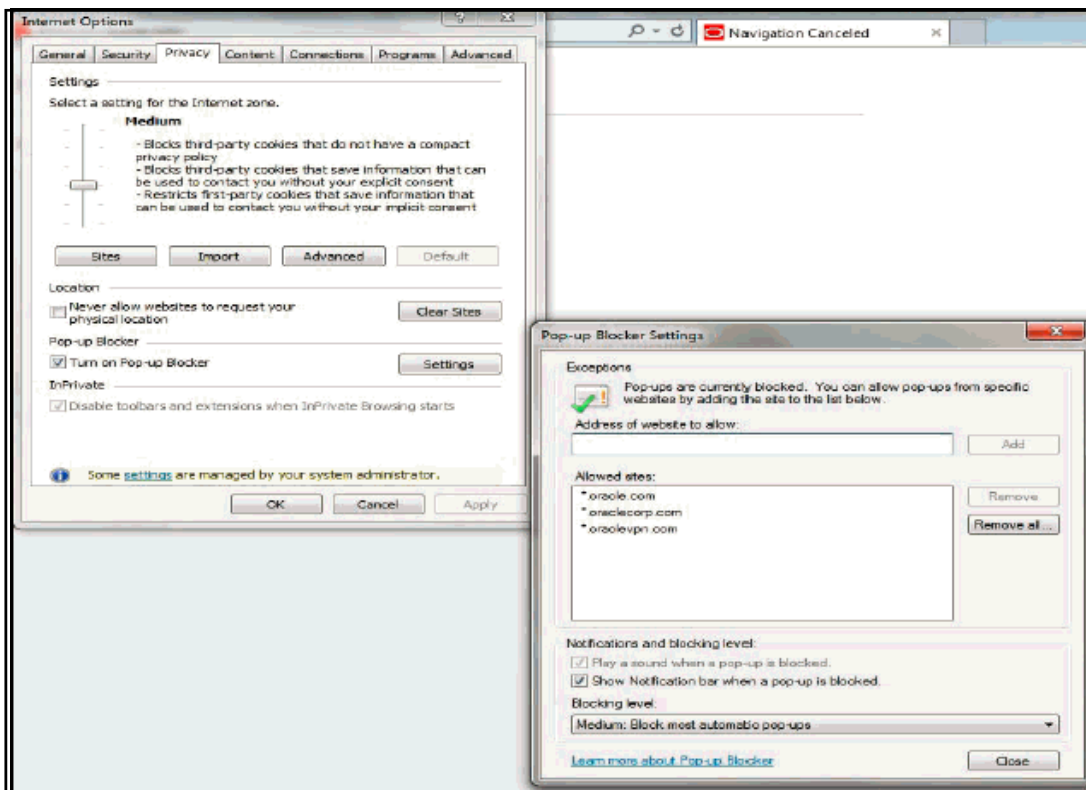 Internet Options
Navigation Canceled
General Security Privacy Content Connections Programs Advanced
Settings
Select a setting for the Internet zone.
Medium
- Blocks third-party cookies that do not have a compact
privacy policy
- Blocks third-party cookies that save information that can
be used to contact you without your explicit consent
- Restricts first-party cookies that save information that
can be used to contact you without your implicit consent
Sites Import Advanced Default
Location
Never allow websites to request your
physical location
Clear Sites
Pop-up Blocker
Turn on Pop-up Blocker
Settings
InPrivate
Disable toolbars and extensions when InPrivate Browsing starts
Some settings are managed by your system administrator.
OK Cancel Apply
Pop-up Blocker Settings
Exceptions
Pop-ups are currently blocked. You can allow pop-ups from specific
websites by adding the site to the list below.
Address of website to allow:
Add
Allowed sites:
*.oracle.com
*.oraclecorp.com
*.oraclevpn.com
Remove
Remove all...
Notifications and blocking level:
Play a sound when a pop-up is blocked.
Show Notification bar when a pop-up is blocked.
Blocking level:
Medium: Block most automatic pop-ups
Learn more about Pop-up Blocker
Close